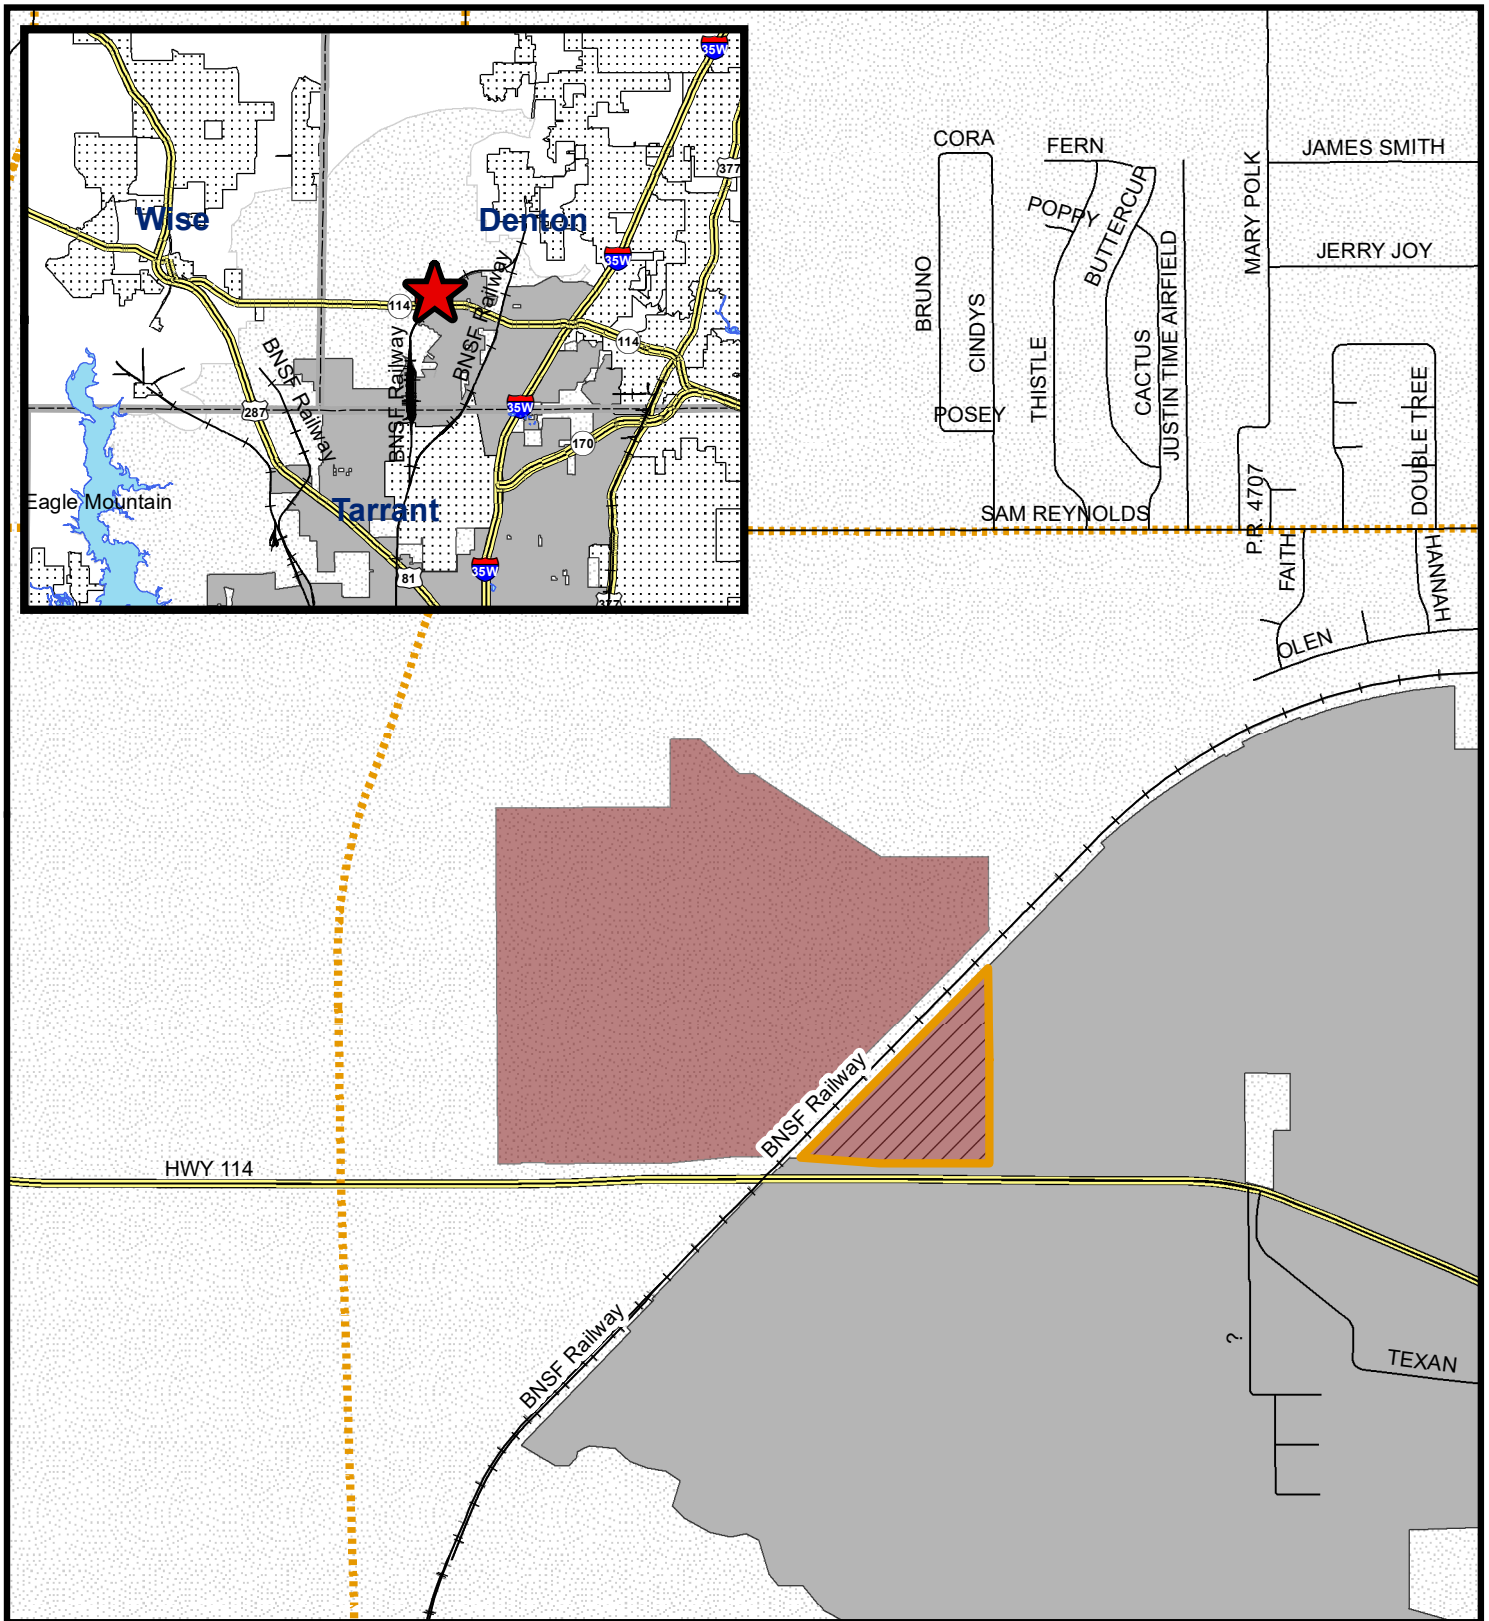 35W
377
Wise
Denton
35W
BNSF Railway
114
114
BNSF Railway
BNSF Railway
287
35W
170
Eagle Mountain
Tarrant
35W
81
377
CORA
FERN
JAMES SMITH
MARY POLK
POPPY
BUTTERCUP
JERRY JOY
BRUNO
CINDYS
THISTLE
CACTUS
JUSTIN TIME AIRFIELD
POSEY
DOUBLE TREE
P.R. 4707
SAM REYNOLDS
FAITH
HANNAH
OLEN
BNSF Railway
HWY 114
BNSF Railway
?
TEXAN